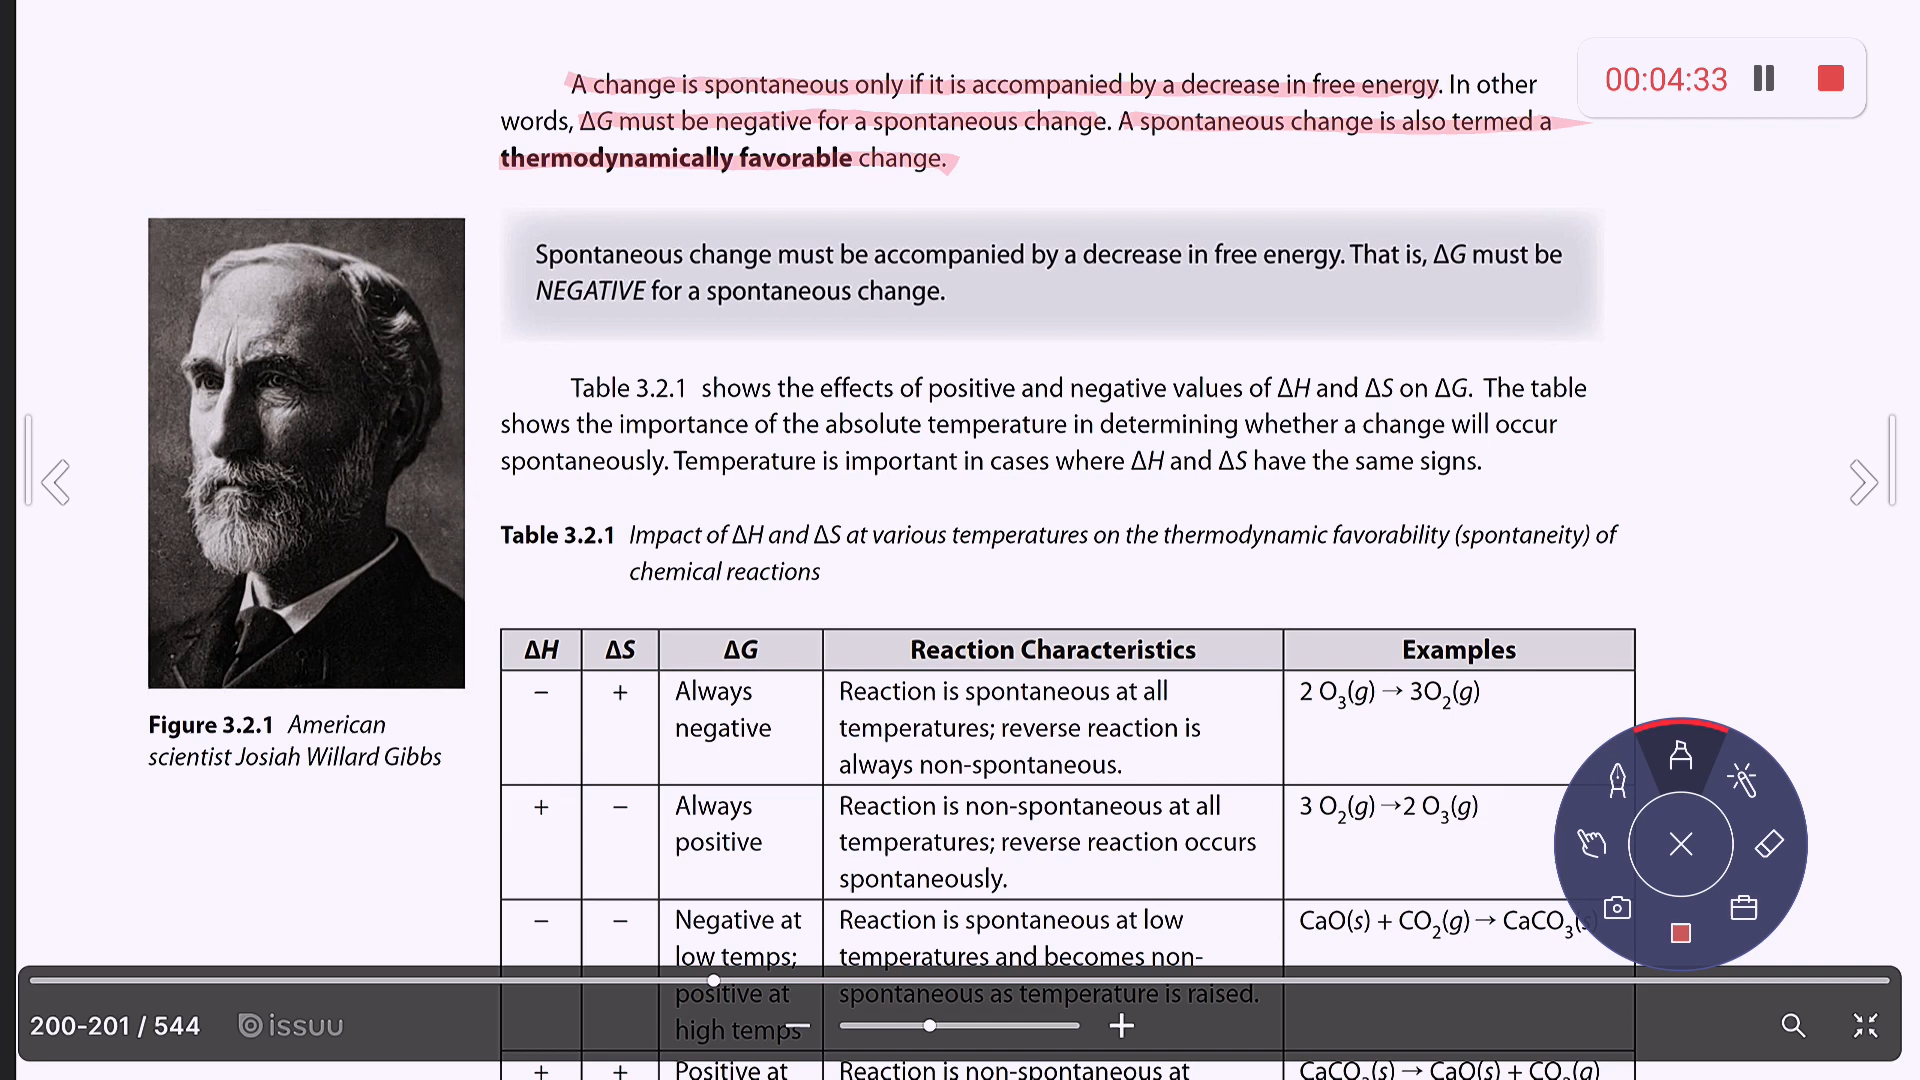 A change is spontaneous only if it is accompanied by a decrease in free energy. In other
words, ΔG must be negative for a spontaneous change. A spontaneous change is also termed a
thermodynamically favorable change.
00:04:33
Spontaneous change must be accompanied by a decrease in free energy. That is, ΔG must be
NEGATIVE for a spontaneous change.
Table 3.2.1 shows the effects of positive and negative values of ΔH and ΔS on ΔG. The table
shows the importance of the absolute temperature in determining whether a change will occur
spontaneously. Temperature is important in cases where ΔH and ΔS have the same signs.
Figure 3.2.1 American
scientist Josiah Willard Gibbs
Table 3.2.1 Impact of ΔH and ΔS at various temperatures on the thermodynamic favorability (spontaneity) of
chemical reactions
ΔH ΔS ΔG Reaction Characteristics Examples
− + Always Reaction is spontaneous at all 2 O₃(g) → 3O₂(g)
negative temperatures; reverse reaction is
always non-spontaneous.
+ − Always Reaction is non-spontaneous at all 3 O₂(g) →2 O₃(g)
positive temperatures; reverse reaction occurs
spontaneously.
− − Negative at Reaction is spontaneous at low CaO(s) + CO₂(g) → CaCO₃(s)
low temps; temperatures and becomes non-
positive at spontaneous as temperature is raised.
high temps
+ + Positive at Reaction is non-spontaneous at CaCO₃(s) → CaO(s) + CO₂(g)
200-201 / 544 issuu